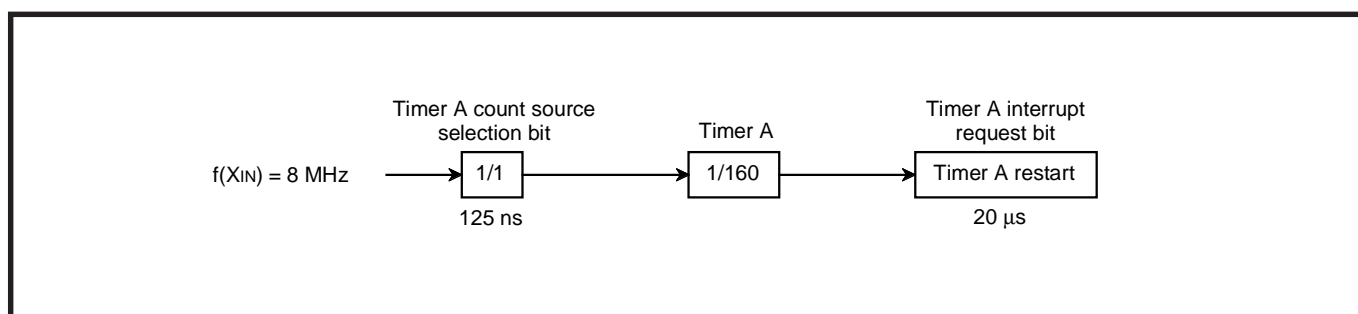 Timer A count source
selection bit
Timer A
Timer A interrupt
request bit
f(XIN) = 8 MHz
1/1
1/160
Timer A restart
125 ns
20 μs